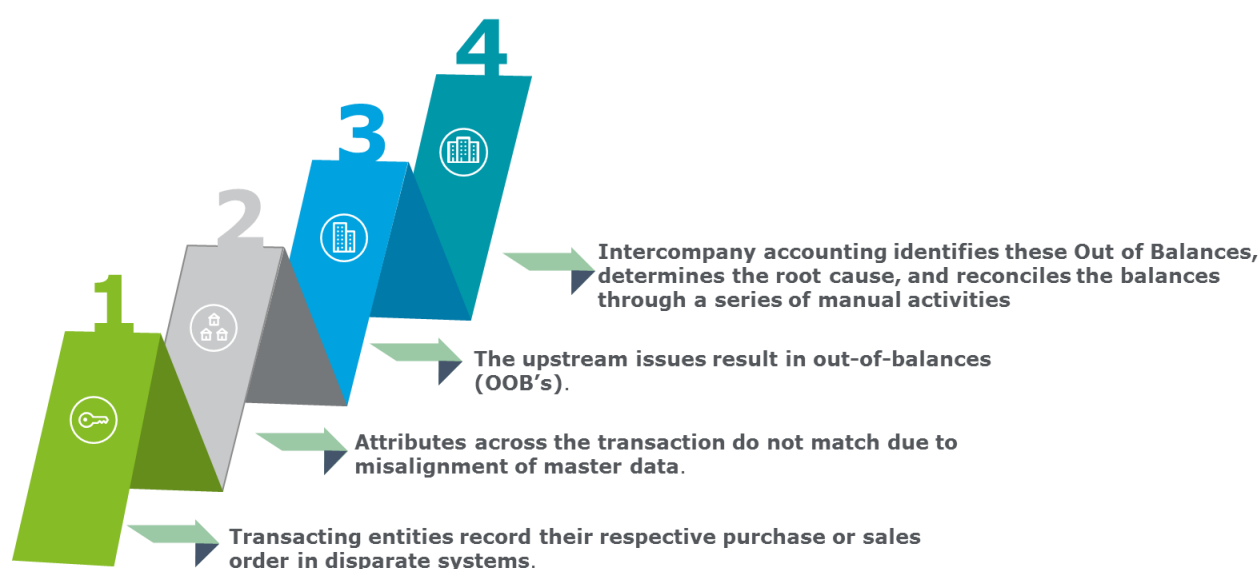 4
3
2
1
Intercompany accounting identifies these Out of Balances,
determines the root cause, and reconciles the balances
through a series of manual activities
The upstream issues result in out-of-balances
(OOB’s).
Attributes across the transaction do not match due to
misalignment of master data.
Transacting entities record their respective purchase or sales
order in disparate systems.